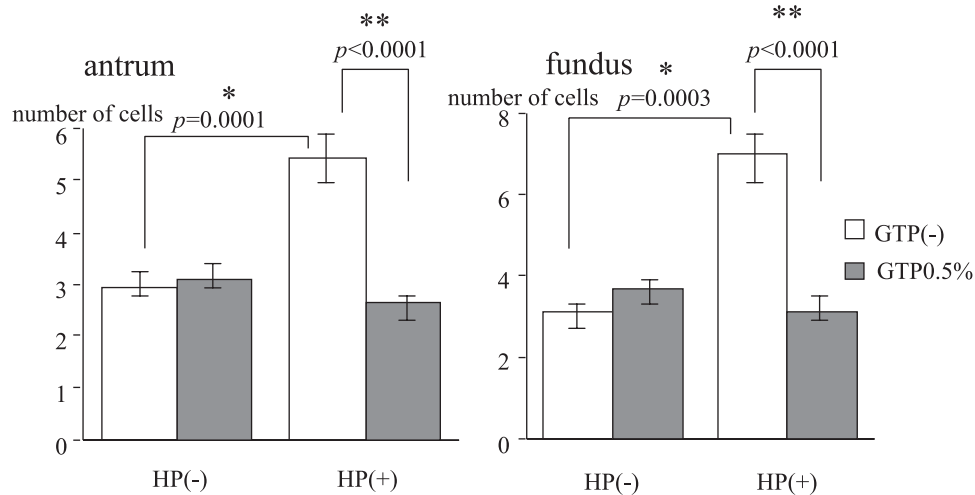 antrum
number of cells
*
p=0.0001
**
p<0.0001
6
5
4
3
2
1
0
HP(-)
HP(+)
fundus
number of cells
*
p=0.0003
**
p<0.0001
8
6
4
2
0
HP(-)
HP(+)
GTP(-)
GTP0.5%